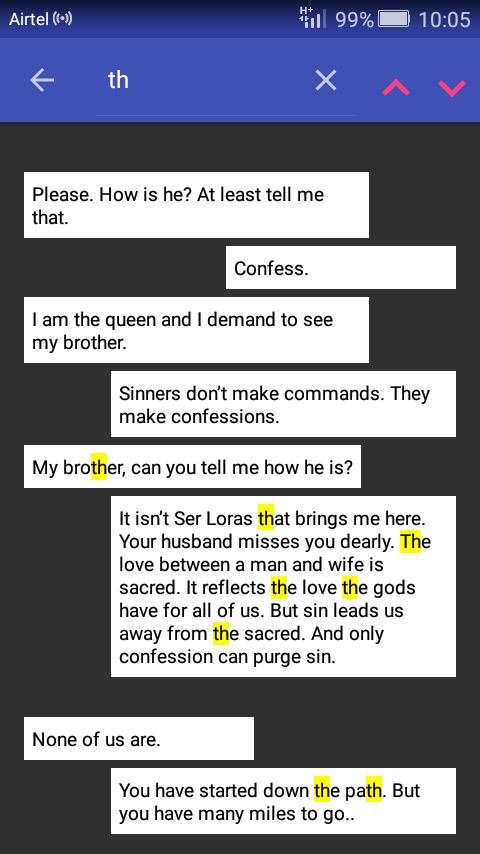 Airtel H+ 99% 10:05
th
Please. How is he? At least tell me
that.
Confess.
I am the queen and I demand to see
my brother.
Sinners don’t make commands. They
make confessions.
My brother, can you tell me how he is?
It isn’t Ser Loras that brings me here.
Your husband misses you dearly. The
love between a man and wife is
sacred. It reflects the love the gods
have for all of us. But sin leads us
away from the sacred. And only
confession can purge sin.
None of us are.
You have started down the path. But
you have many miles to go..